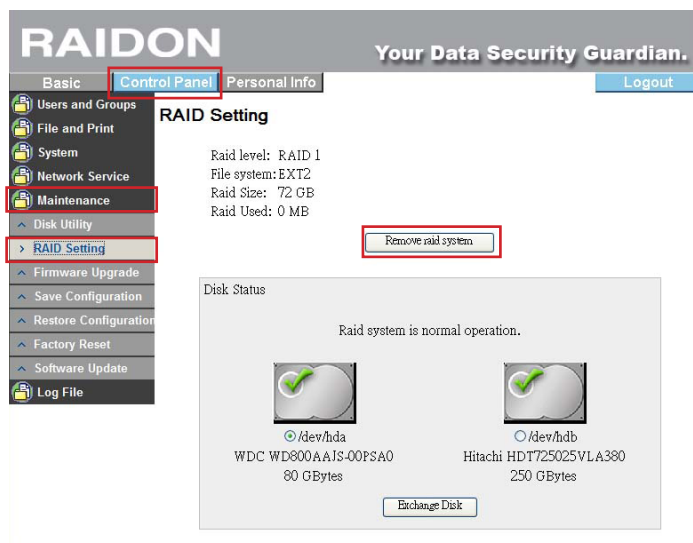 RAIDON
Your Data Security Guardian.
Basic Control Panel Personal Info Logout
Users and Groups
File and Print
System
Network Service
Maintenance
Disk Utility
RAID Setting
Firmware Upgrade
Save Configuration
Restore Configuration
Factory Reset
Software Update
Log File
RAID Setting
Raid level: RAID 1
File system: EXT2
Raid Size: 72 GB
Raid Used: 0 MB
Remove raid system
Disk Status
Raid system is normal operation.
/dev/hda
WDC WD800AAJS-00PSA0
80 GBytes
/dev/hdb
Hitachi HDT725025VLA380
250 GBytes
Exchange Disk